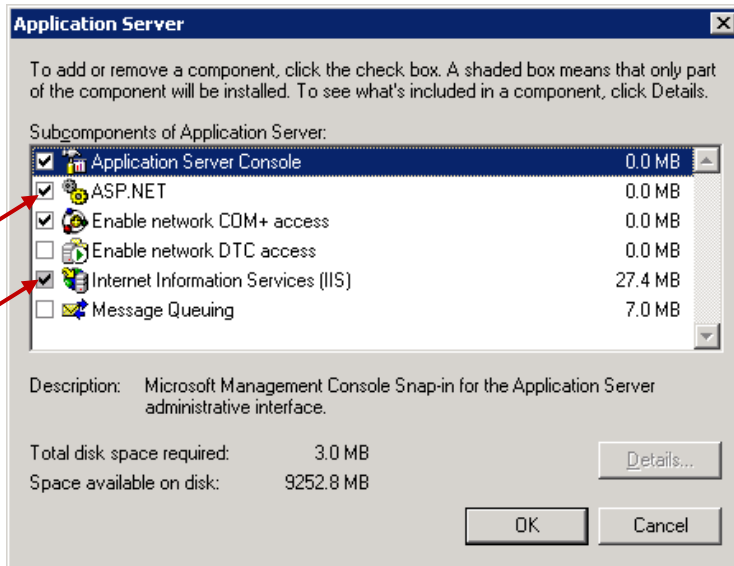 Application Server
To add or remove a component, click the check box. A shaded box means that only part
of the component will be installed. To see what's included in a component, click Details.
Subcomponents of Application Server:
Application Server Console 0.0 MB
ASP.NET 0.0 MB
Enable network COM+ access 0.0 MB
Enable network DTC access 0.0 MB
Internet Information Services (IIS) 27.4 MB
Message Queuing 7.0 MB
Description: Microsoft Management Console Snap-in for the Application Server
administrative interface.
Total disk space required: 3.0 MB
Details...
Space available on disk: 9252.8 MB
OK Cancel